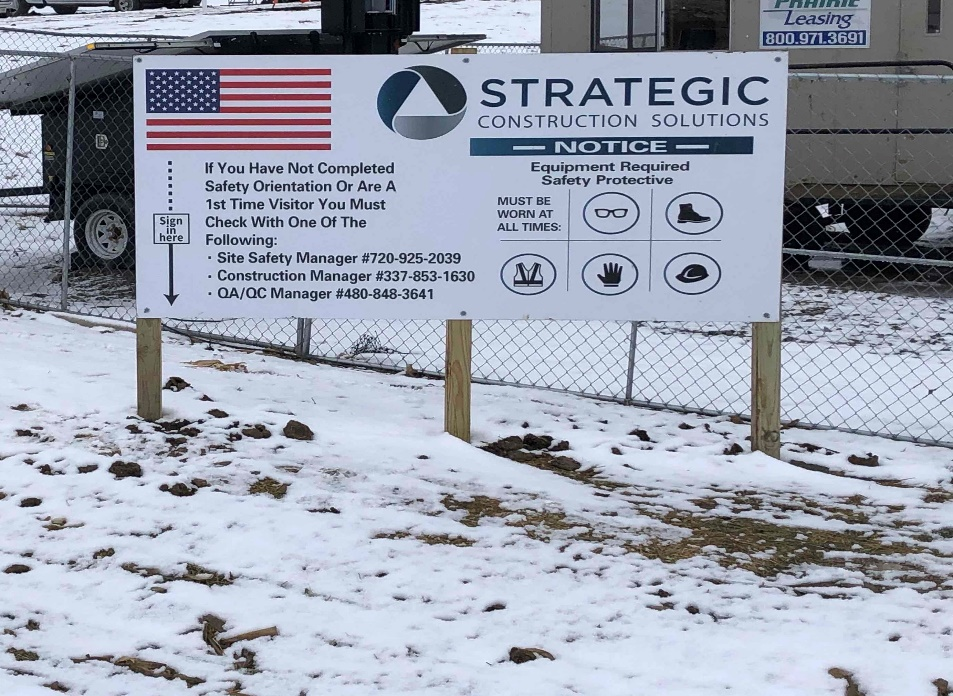 PRAIRIE
Leasing
800.971.3691
STRATEGIC
CONSTRUCTION SOLUTIONS
NOTICE
If You Have Not Completed
Safety Orientation Or Are A
1st Time Visitor You Must
Check With One Of The
Following:
· Site Safety Manager #720-925-2039
· Construction Manager #337-853-1630
· QA/QC Manager #480-848-3641
Sign
in
here
Equipment Required
Safety Protective
MUST BE
WORN AT
ALL TIMES: